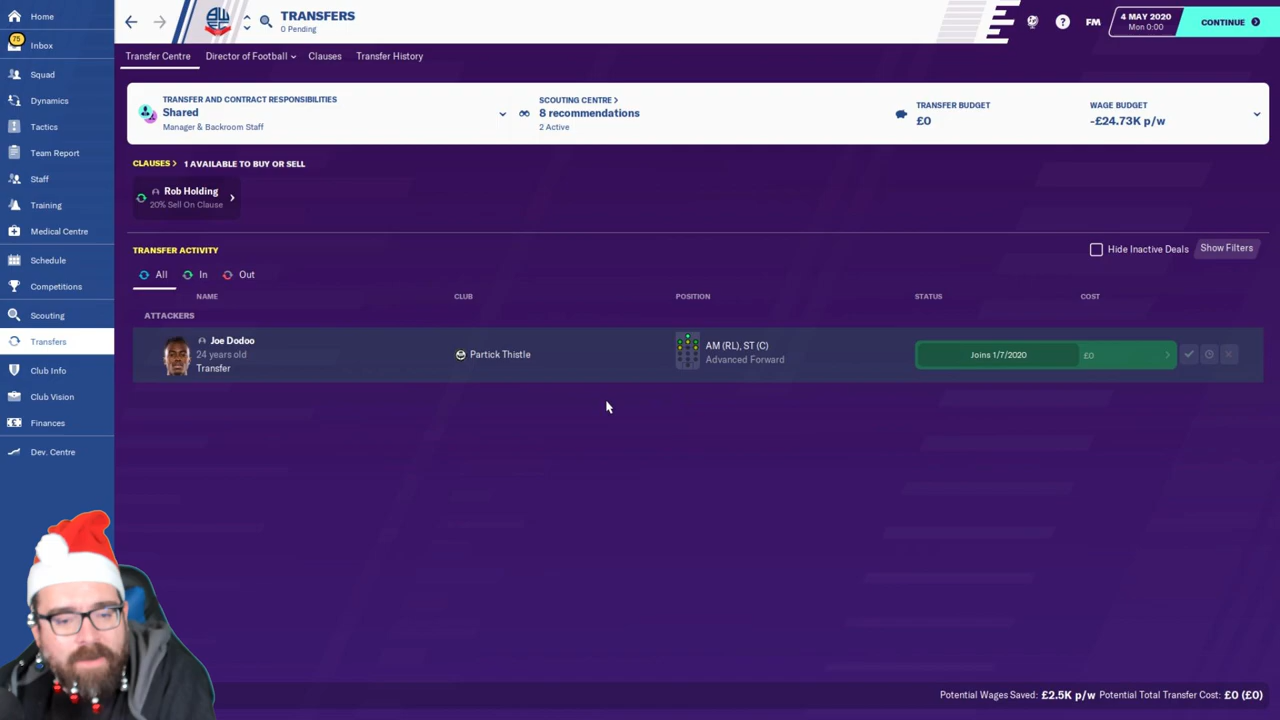 Home
75
Inbox
Squad
Dynamics
Tactics
Team Report
Staff
Training
Medical Centre
Schedule
Competitions
Scouting
Transfers
Club Info
Club Vision
Finances
Dev. Centre
TRANSFERS
0 Pending
?
FM
4 MAY 2020
Mon 0:00
CONTINUE
Transfer Centre
Director of Football
Clauses
Transfer History
TRANSFER AND CONTRACT RESPONSIBILITIES
Shared
Manager & Backroom Staff
SCOUTING CENTRE >
8 recommendations
2 Active
TRANSFER BUDGET
£0
WAGE BUDGET
-£24.73K p/w
CLAUSES > 1 AVAILABLE TO BUY OR SELL
Rob Holding
20% Sell On Clause
TRANSFER ACTIVITY
Hide Inactive Deals
Show Filters
All
In
Out
NAME
CLUB
POSITION
STATUS
COST
ATTACKERS
Joe Dodoo
24 years old
Transfer
Partick Thistle
AM (RL), ST (C)
Advanced Forward
Joins 1/7/2020
£0
Potential Wages Saved: £2.5K p/w Potential Total Transfer Cost: £0 (£0)